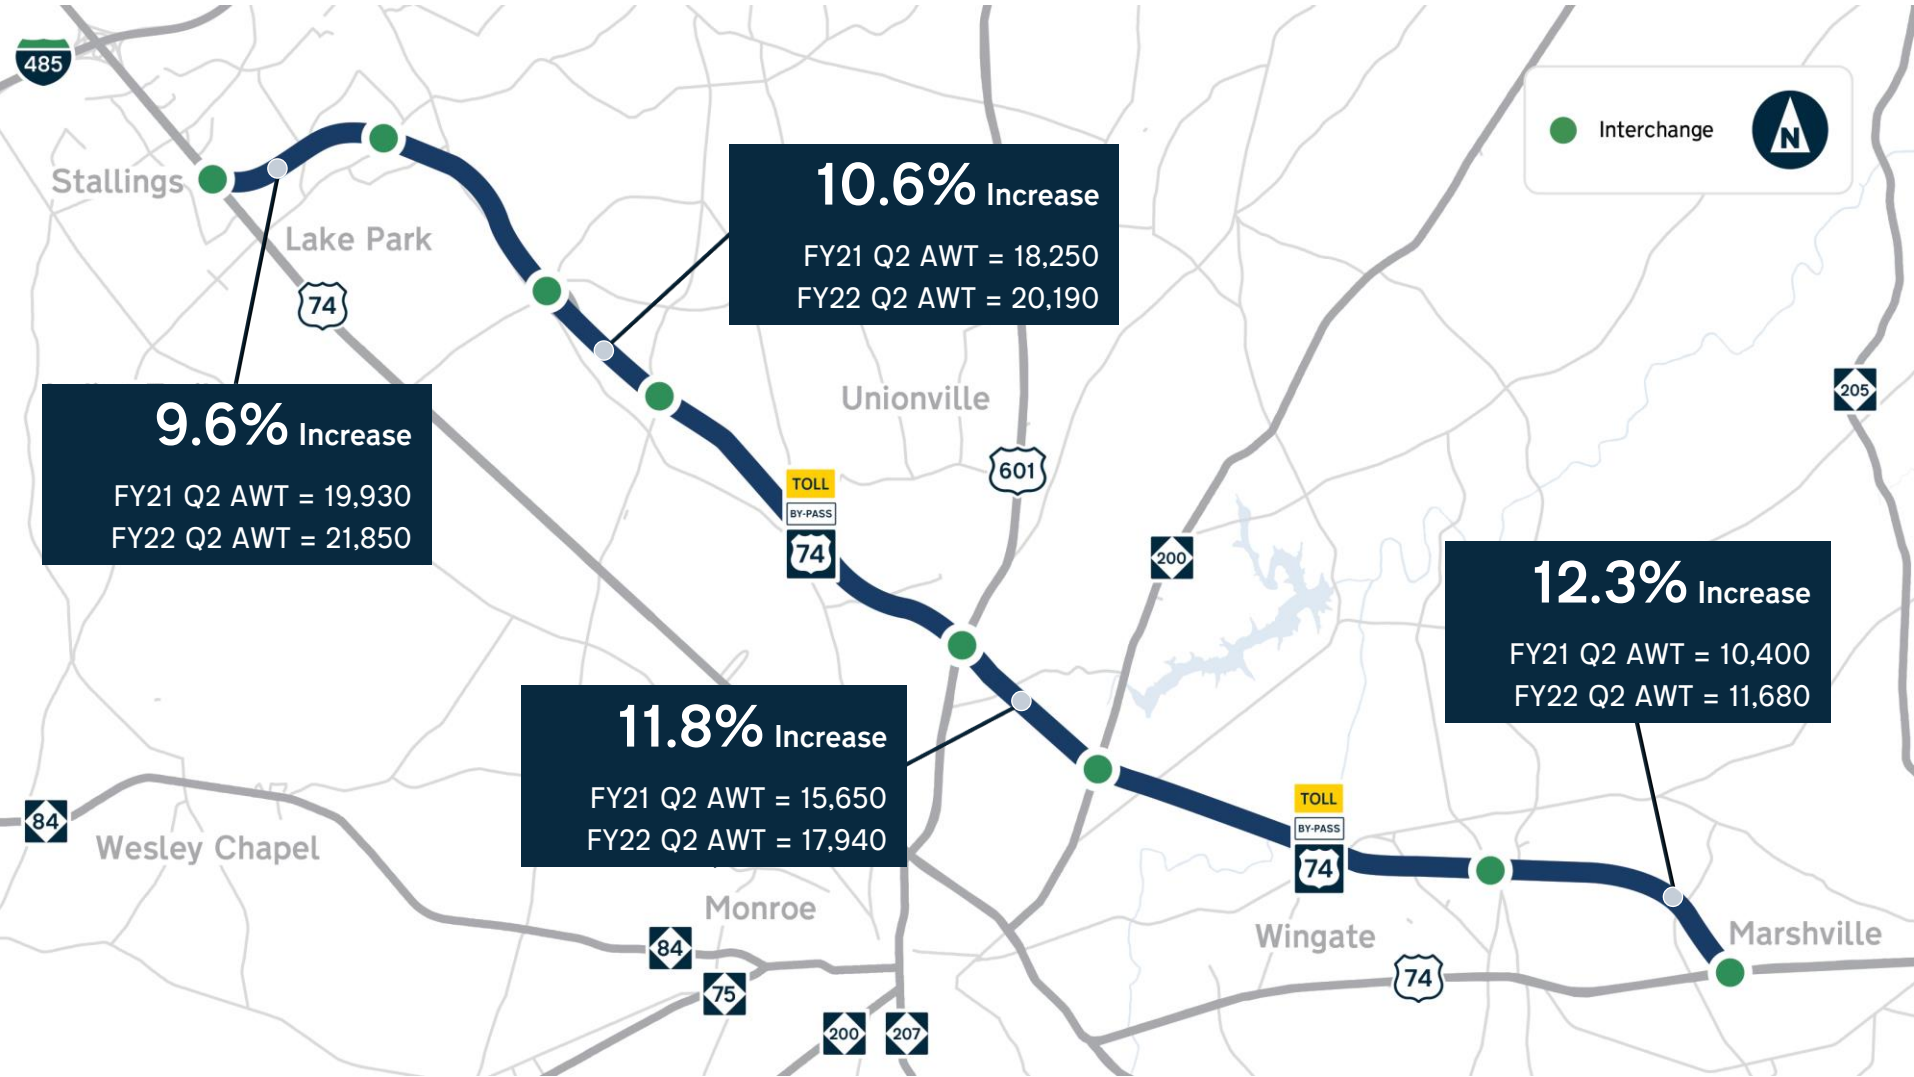 485
Interchange
N
Stallings
Lake Park
74
10.6% Increase
FY21 Q2 AWT = 18,250
FY22 Q2 AWT = 20,190
9.6% Increase
FY21 Q2 AWT = 19,930
FY22 Q2 AWT = 21,850
Unionville
205
601
TOLL
BY-PASS
74
200
12.3% Increase
FY21 Q2 AWT = 10,400
FY22 Q2 AWT = 11,680
11.8% Increase
FY21 Q2 AWT = 15,650
FY22 Q2 AWT = 17,940
TOLL
BY-PASS
74
84
Wesley Chapel
Monroe
Wingate
Marshville
84
74
75
200
207